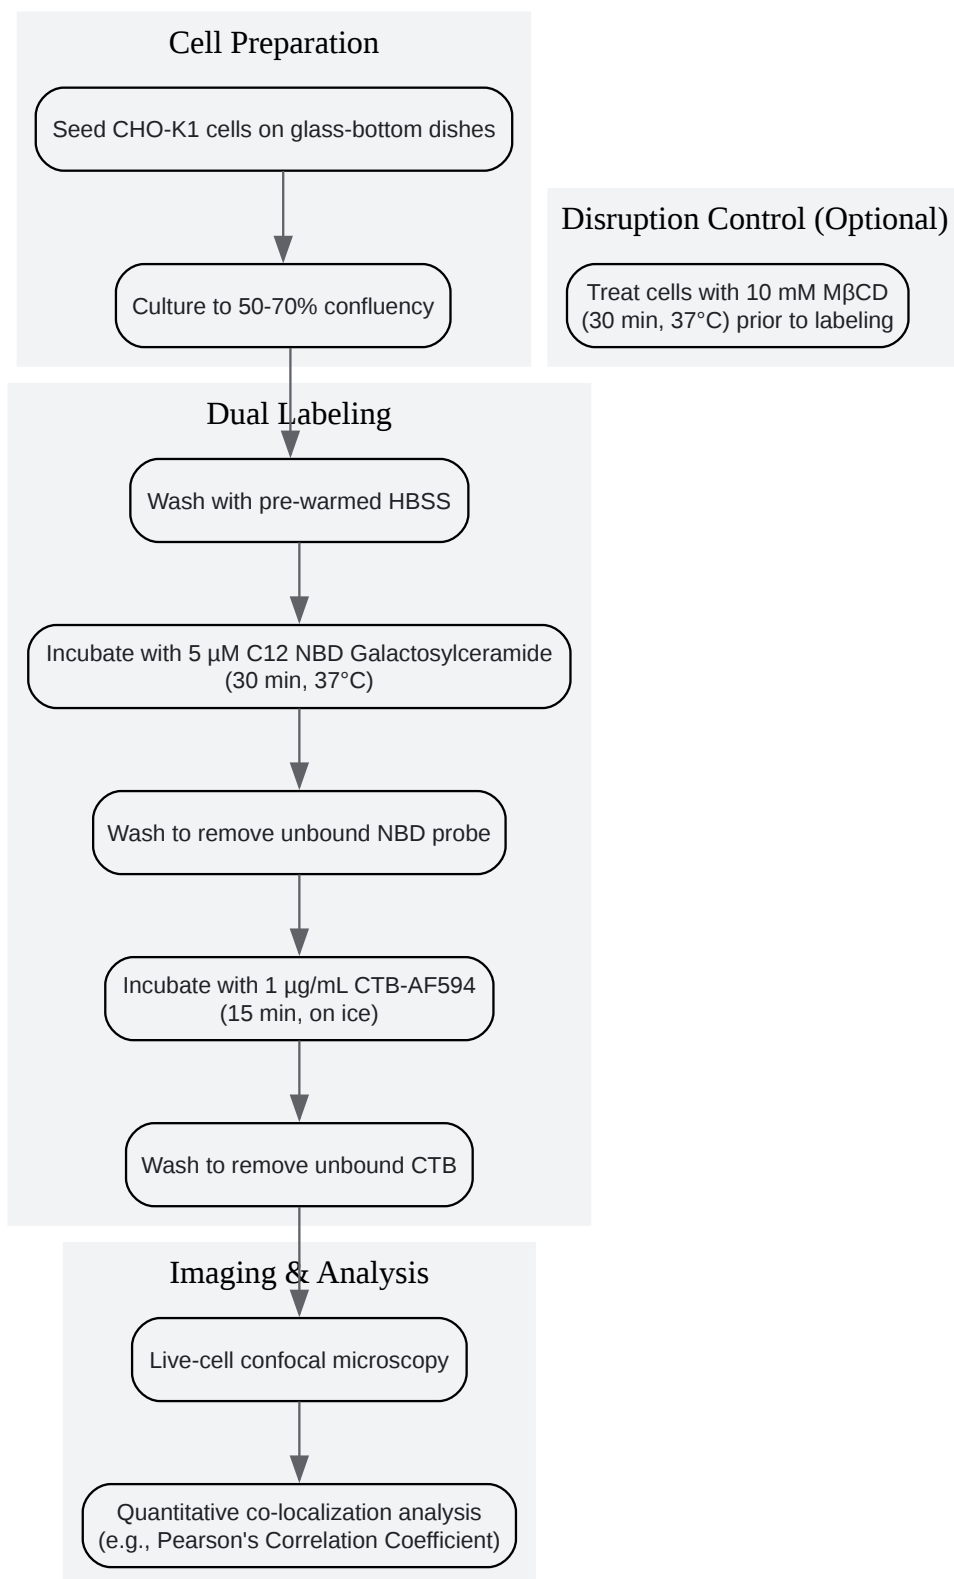 Cell Preparation
Seed CHO-K1 cells on glass-bottom dishes
Culture to 50-70% confluency
Disruption Control (Optional)
Treat cells with 10 mM MβCD
(30 min, 37°C) prior to labeling
Dual Labeling
Wash with pre-warmed HBSS
Incubate with 5 µM C12 NBD Galactosylceramide
(30 min, 37°C)
Wash to remove unbound NBD probe
Incubate with 1 µg/mL CTB-AF594
(15 min, on ice)
Wash to remove unbound CTB
Imaging & Analysis
Live-cell confocal microscopy
Quantitative co-localization analysis
(e.g., Pearson's Correlation Coefficient)